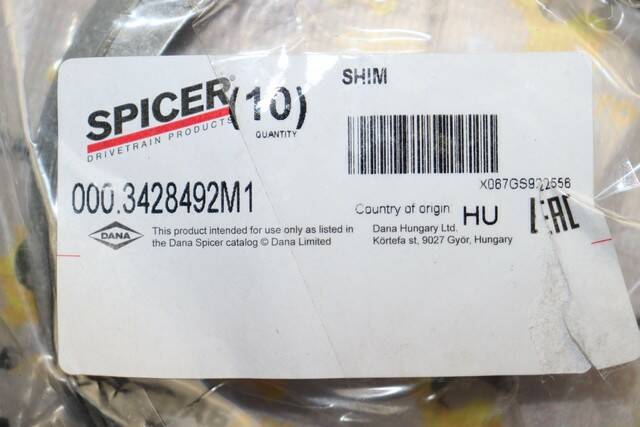 SHIM
SPICER®
DRIVETRAIN PRODUCTS
(10)
QUANTITY
000.3428492M1
Country of origin HU
EAC
DANA
This product intended for use only as listed in
the Dana Spicer catalog © Dana Limited
Dana Hungary Ltd.
Körtefa st, 9027 Győr, Hungary